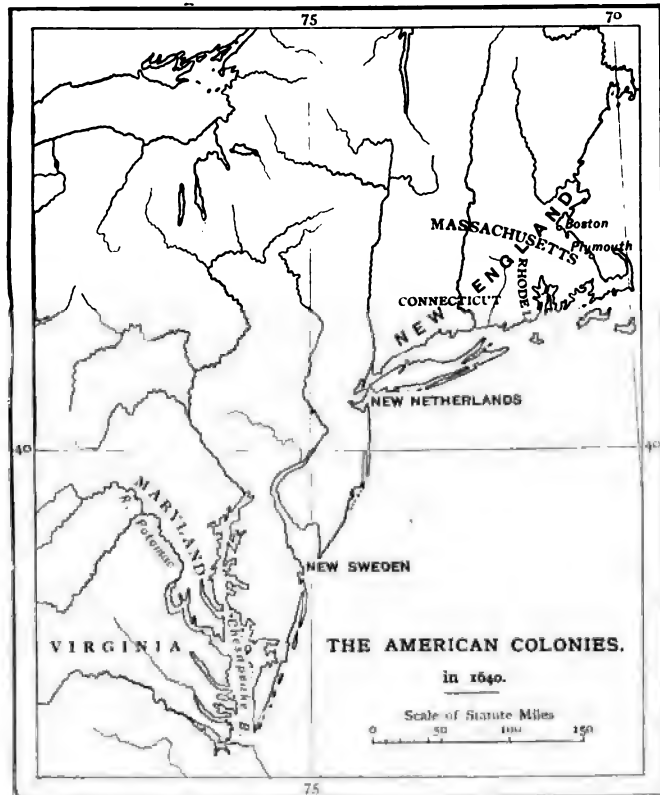 75
70
NEW ENGLAND
Boston
MASSACHUSETTS
Plymouth
RHODE I.
CONNECTICUT
NEW NETHERLANDS
40
40
MARYLAND
R. Potomac
NEW SWEDEN
VIRGINIA
Chesapeake B.
THE AMERICAN COLONIES.
in 1640.
Scale of Statute Miles
0 50 100 150
75